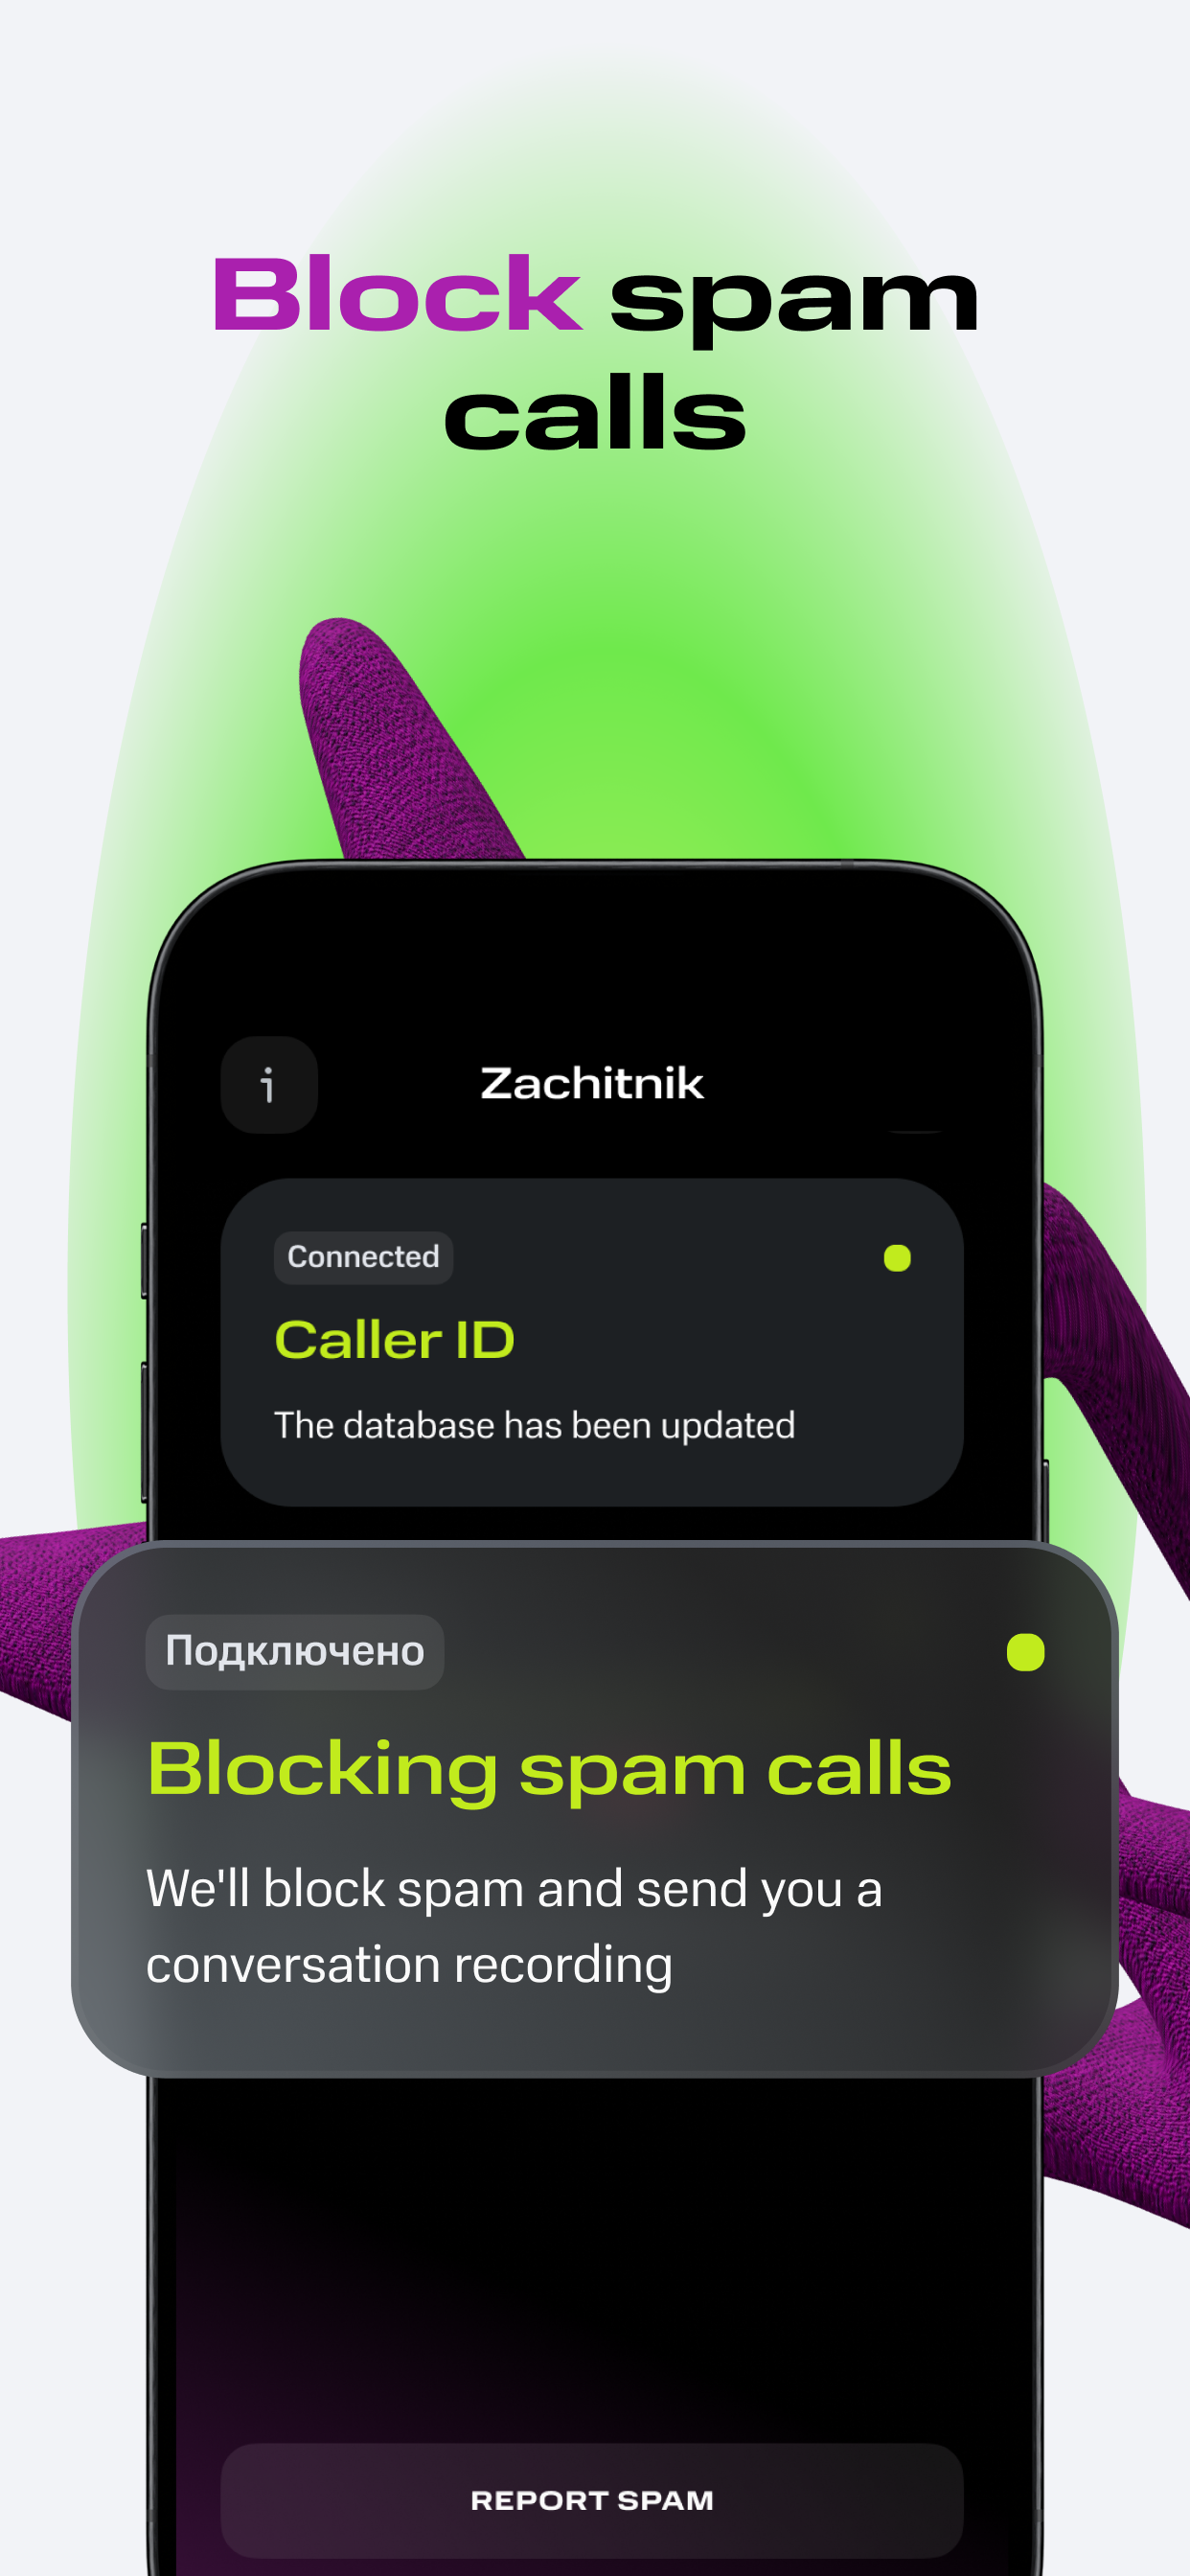 Block spam
calls
i
Zachitnik
Connected
Caller ID
The database has been updated
Подключено
Blocking spam calls
We'll block spam and send you a
conversation recording
REPORT SPAM